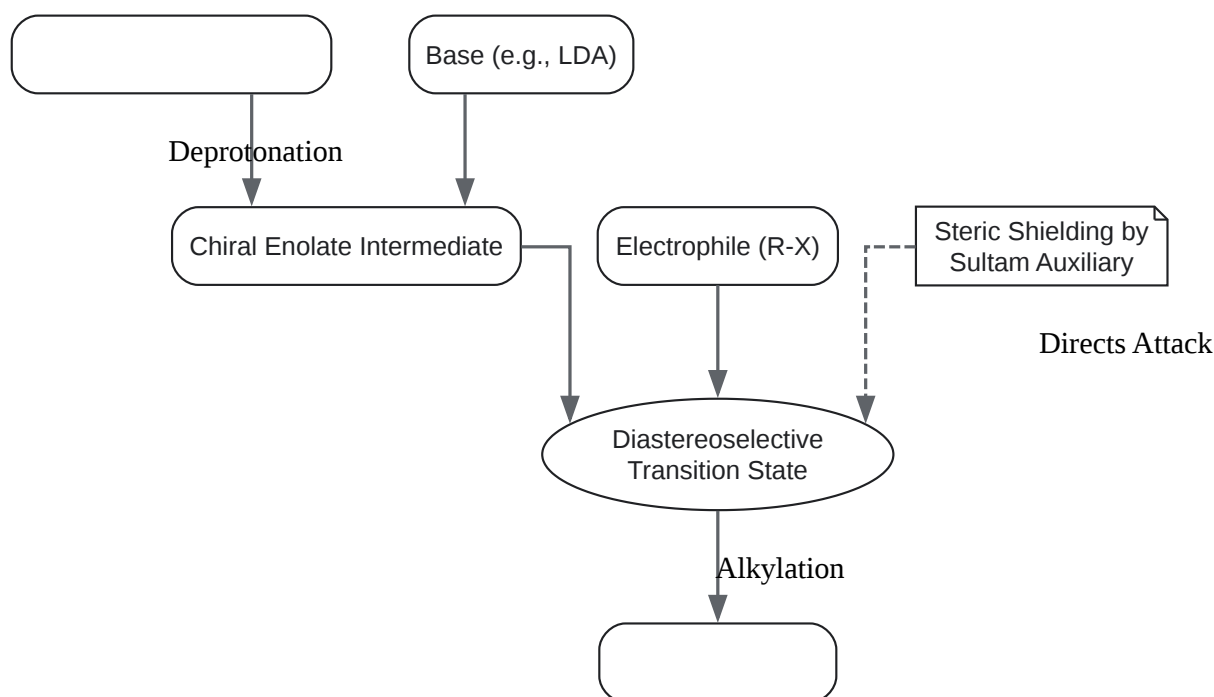 Base (e.g., LDA)
Deprotonation
Chiral Enolate Intermediate
Electrophile (R-X)
Steric Shielding by
Sultam Auxiliary
Directs Attack
Diastereoselective
Transition State
Alkylation